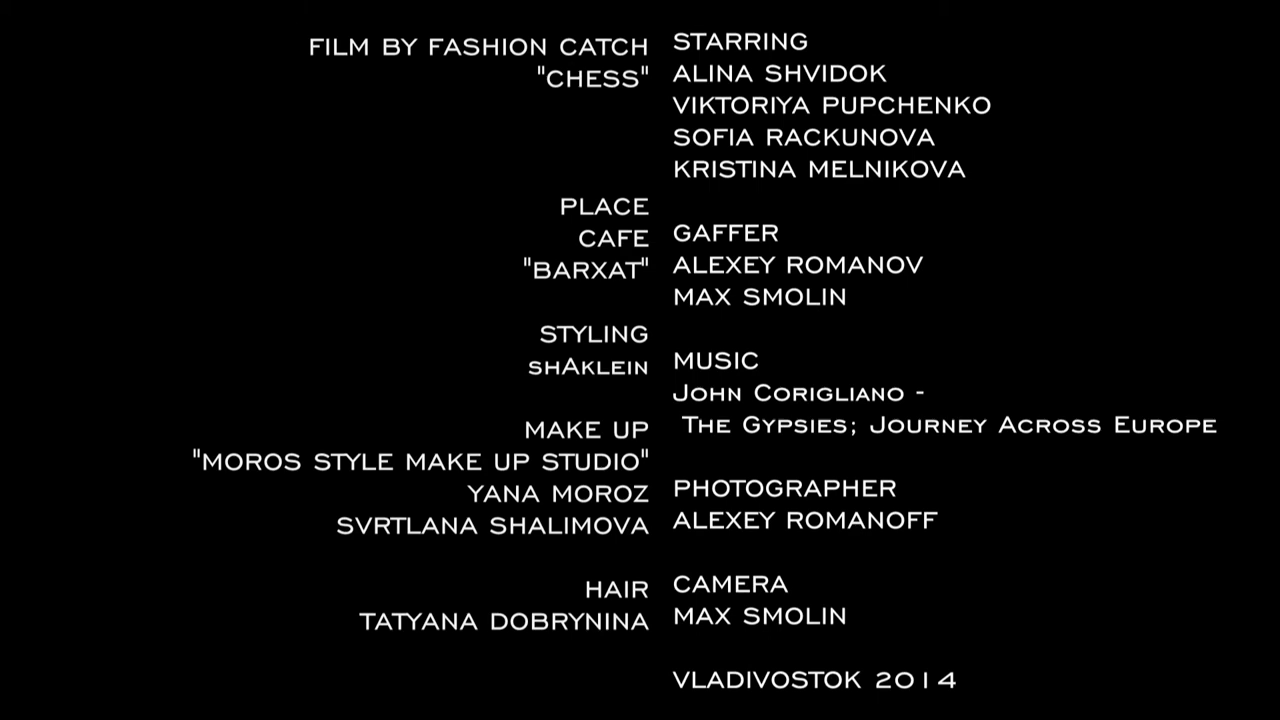 FILM BY FASHION CATCH
"CHESS"
PLACE
CAFE
"BARXAT"
STYLING
shAklein
MAKE UP
"MOROS STYLE MAKE UP STUDIO"
YANA MOROZ
SVRTLANA SHALIMOVA
HAIR
TATYANA DOBRYNINA
STARRING
ALINA SHVIDOK
VIKTORIYA PUPCHENKO
SOFIA RACKUNOVA
KRISTINA MELNIKOVA
GAFFER
ALEXEY ROMANOV
MAX SMOLIN
MUSIC
John Corigliano -
The Gypsies; Journey Across Europe
PHOTOGRAPHER
ALEXEY ROMANOFF
CAMERA
MAX SMOLIN
VLADIVOSTOK 2014